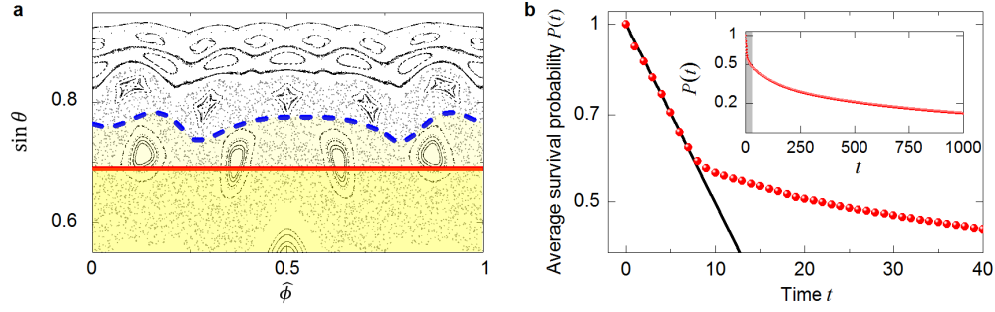 a
sin θ
0.8
0.6
0
0.5
1
ϕ̂
b
Average survival probability P(t)
1
0.7
0.5
0
10
20
30
40
Time t
P(t)
1
0.5
0.2
0
250
500
750
1000
t